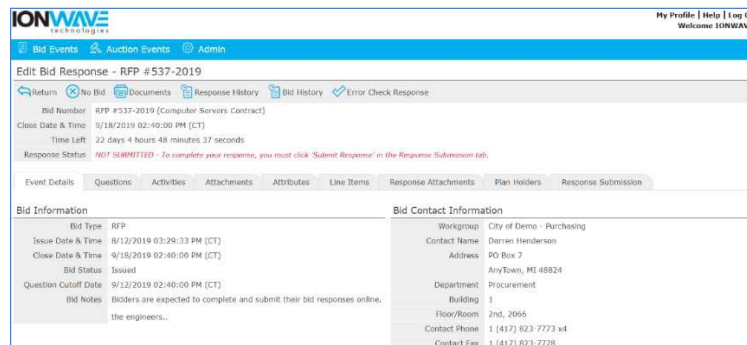 IONWAVE
technologies
My Profile | Help | Log
Welcome IONWAV
Bid Events Auction Events Admin
Edit Bid Response - RFP #537-2019
Return No Bid Documents Response History Bid History Error Check Response
Bid Number RFP #537-2019 (Computer Servers Contract)
Close Date & Time 9/18/2019 02:40:00 PM (CT)
Time Left 22 days 4 hours 48 minutes 37 seconds
Response Status NOT SUBMITTED - To complete your response, you must click 'Submit Response' in the Response Submission tab.
Event Details Questions Activities Attachments Attributes Line Items Response Attachments Plan Holders Response Submission
Bid Information
Bid Type RFP
Issue Date & Time 8/12/2019 03:29:33 PM (CT)
Close Date & Time 9/18/2019 02:40:00 PM (CT)
Bid Status Issued
Question Cutoff Date 9/12/2019 02:40:00 PM (CT)
Bid Notes Bidders are expected to complete and submit their bid responses online.
the engineers..
Bid Contact Information
Workgroup City of Demo - Purchasing
Contact Name Darren Henderson
Address PO Box 7
AnyTown, MI 48824
Department Procurement
Building 1
Floor/Room 2nd, 2066
Contact Phone 1 (417) 823-7773 x4
Contact Fax 1 (417) 823-7778